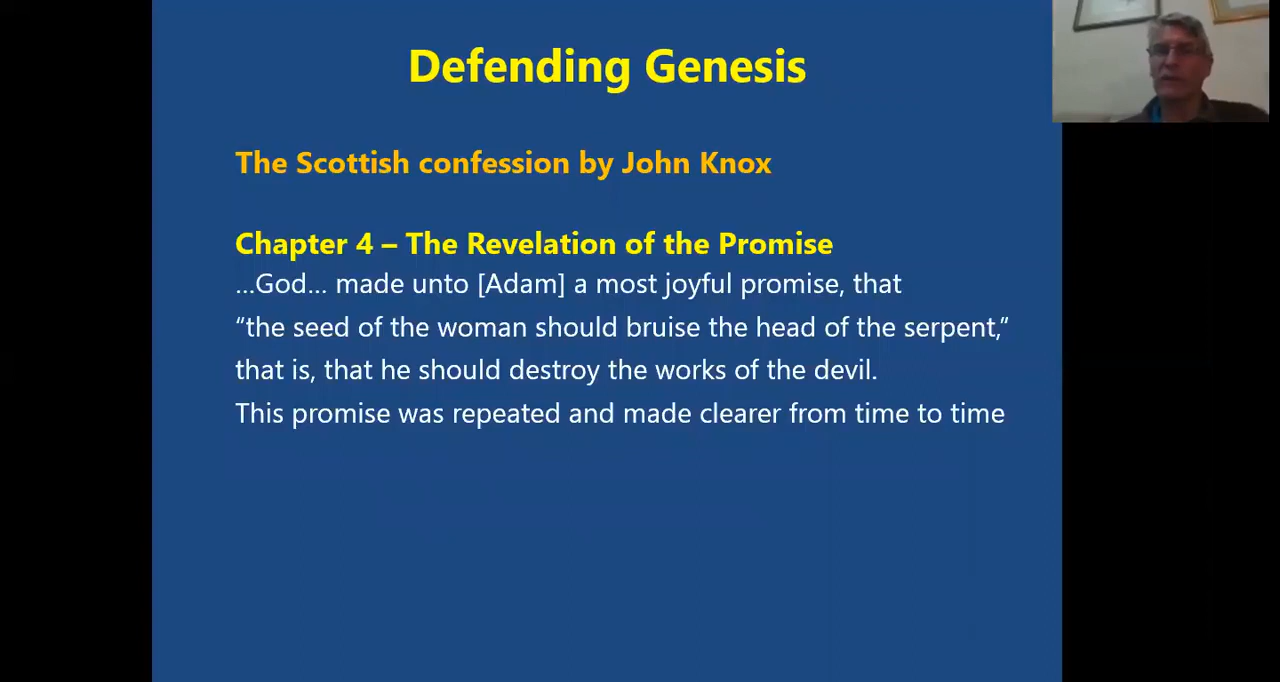 Defending Genesis
The Scottish confession by John Knox
Chapter 4 – The Revelation of the Promise
…God… made unto [Adam] a most joyful promise, that
“the seed of the woman should bruise the head of the serpent,”
that is, that he should destroy the works of the devil.
This promise was repeated and made clearer from time to time